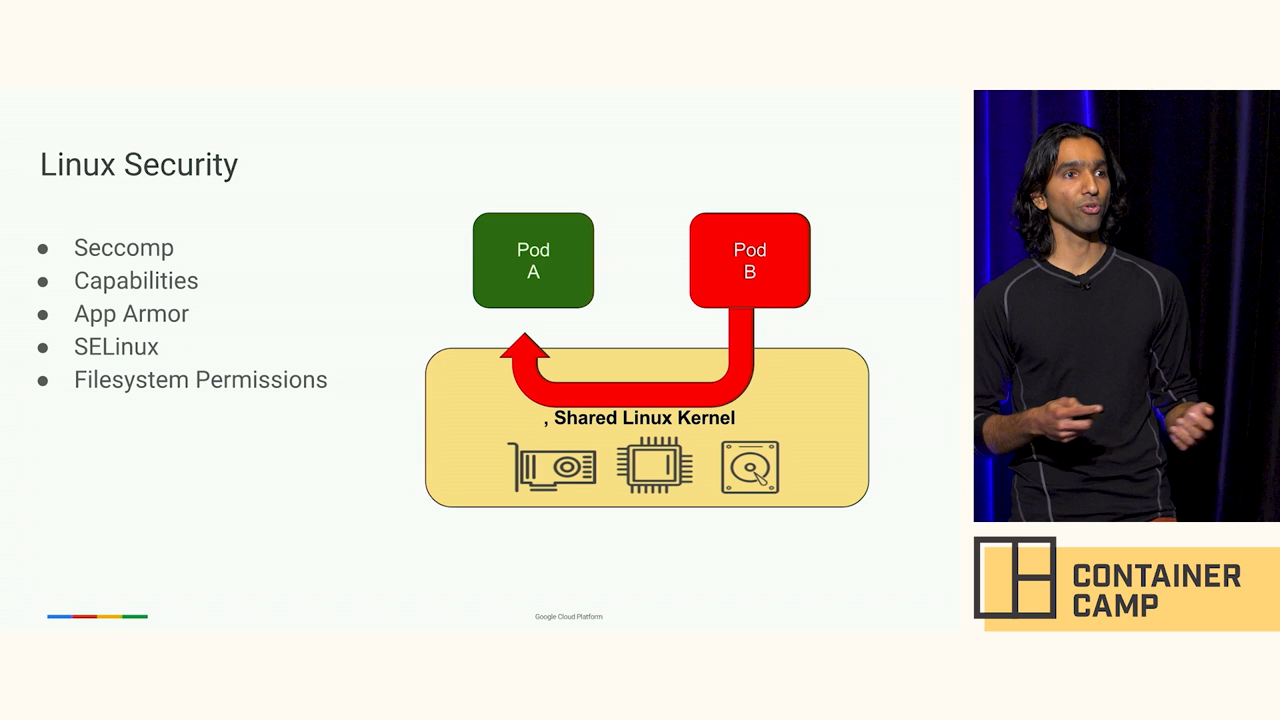 Linux Security
● Seccomp
● Capabilities
● App Armor
● SELinux
● Filesystem Permissions
Pod
A
Pod
B
, Shared Linux Kernel
Google Cloud Platform
CONTAINER
CAMP